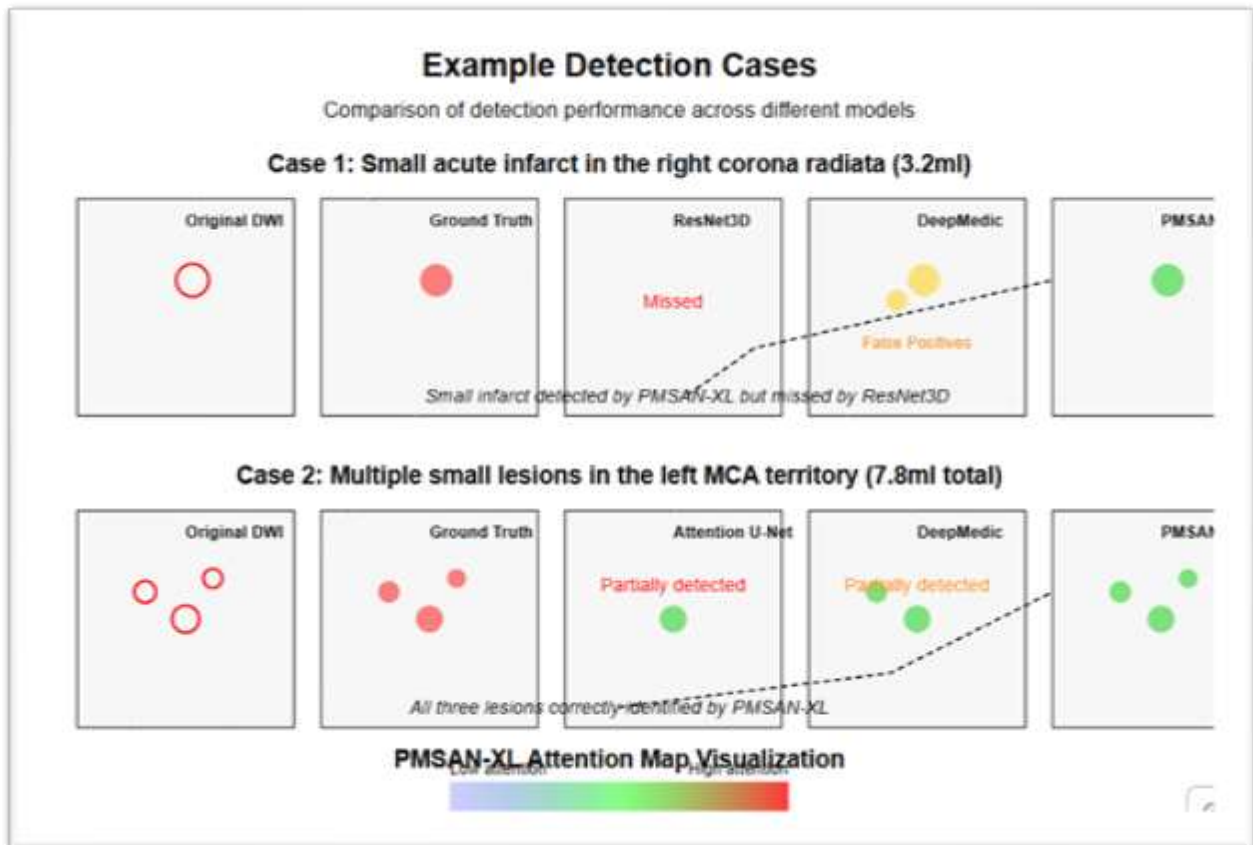 Example Detection Cases
Comparison of detection performance across different models
Case 1: Small acute infarct in the right corona radiata (3.2ml)
Original DWI
Ground Truth
ResNet3D
DeepMedic
PMSAN
Missed
False Positives
Small infarct detected by PMSAN-XL but missed by ResNet3D
Case 2: Multiple small lesions in the left MCA territory (7.8ml total)
Original DWI
Ground Truth
Attention U-Net
DeepMedic
PMSAN
Partially detected
Partially detected
All three lesions correctly identified by PMSAN-XL
PMSAN-XL Attention Map Visualization
Low attention
High attention